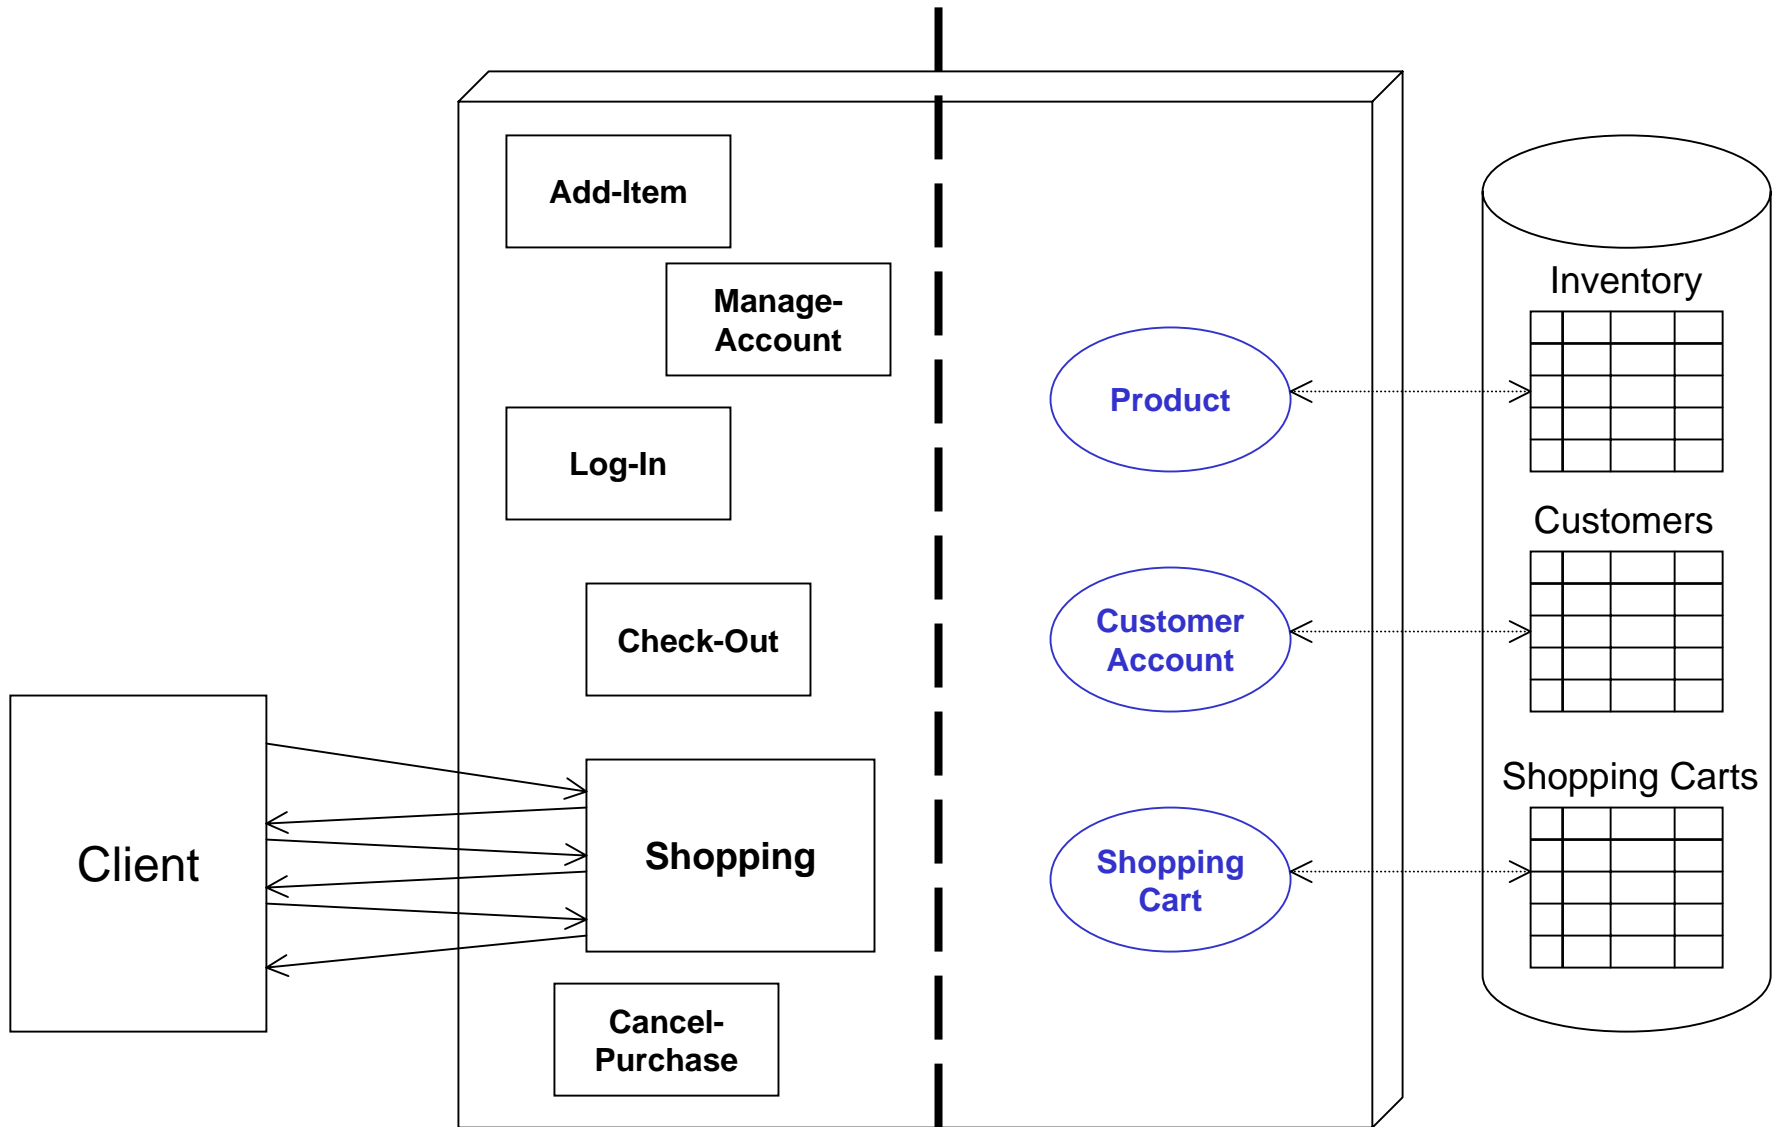 Add-Item
Manage-
Account
Log-In
Check-Out
Client
Shopping
Cancel-
Purchase
Product
Customer
Account
Shopping
Cart
Inventory
Customers
Shopping Carts